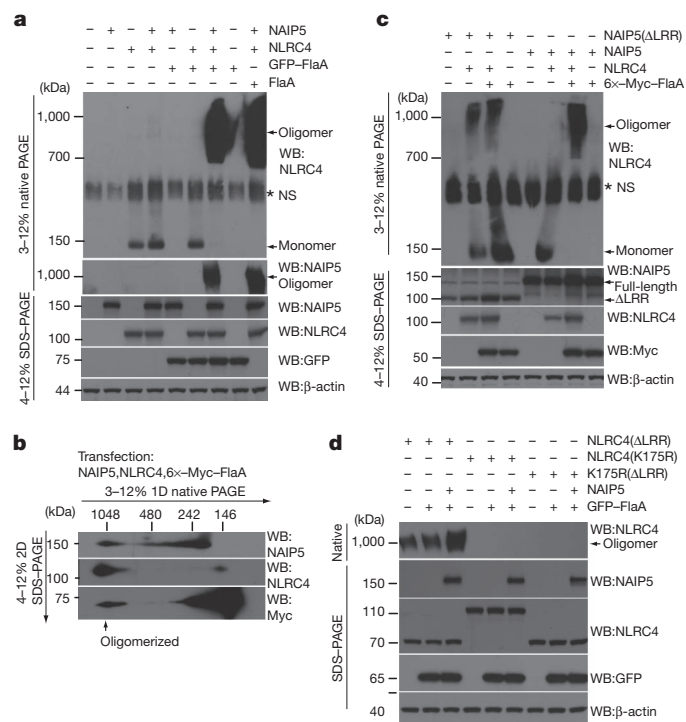 a
– + – + + – + – + NAIP5
– – + + – + + – + NLRC4
– – – – + + + + – GFP–FlaA
+ FlaA
(kDa)
3–12% native PAGE
1,000
Oligomer
WB:
NLRC4
700
* NS
150
Monomer
1,000
WB:NAIP5
Oligomer
4–12% SDS–PAGE
150
WB:NAIP5
100
WB:NLRC4
75
WB:GFP
44
WB:β-actin
b
Transfection:
NAIP5,NLRC4,6×–Myc–FlaA
3–12% 1D native PAGE
(kDa)
1048 480 242 146
4–12% 2D
SDS–PAGE
150
WB:
NAIP5
100
WB:
NLRC4
75
WB:
Myc
Oligomerized
c
+ + + + – – – – NAIP5(ΔLRR)
– – – – + + + + NAIP5
– + + – – + + – NLRC4
– – + + – – + + 6×–Myc–FlaA
(kDa)
3–12% native PAGE
1,000
Oligomer
WB:
NLRC4
700
* NS
150
Monomer
4–12% SDS–PAGE
150
WB:NAIP5
Full-length
100
ΔLRR
100
WB:NLRC4
50
WB:Myc
40
WB:β-actin
d
+ + + – – – – – – NLRC4(ΔLRR)
– – – + + + – – – NLRC4(K175R)
– – – – – – + + + K175R(ΔLRR)
– – + – – + – – + NAIP5
– + + – + + – + + GFP–FlaA
(kDa)
Native
1,000
WB:NLRC4
Oligomer
SDS–PAGE
150
WB:NAIP5
110
WB:NLRC4
70
65
WB:GFP
40
WB:β-actin